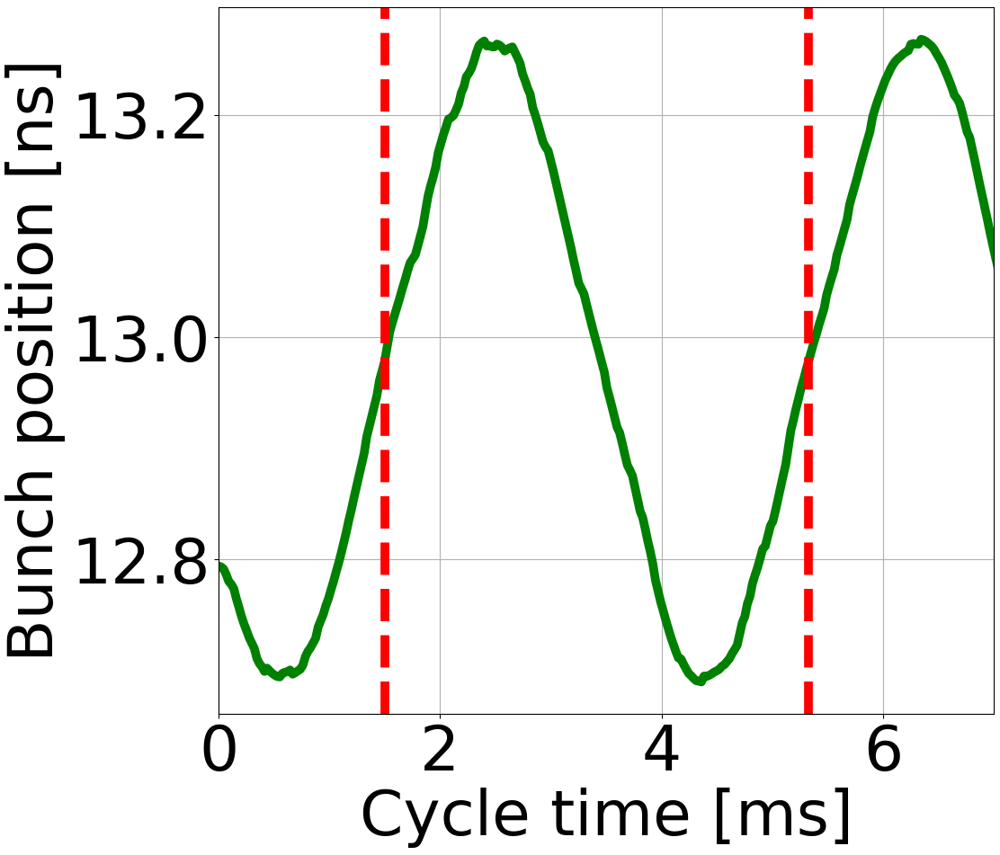 Bunch position [ns]
13.2
13.0
12.8
0 2 4 6
Cycle time [ms]